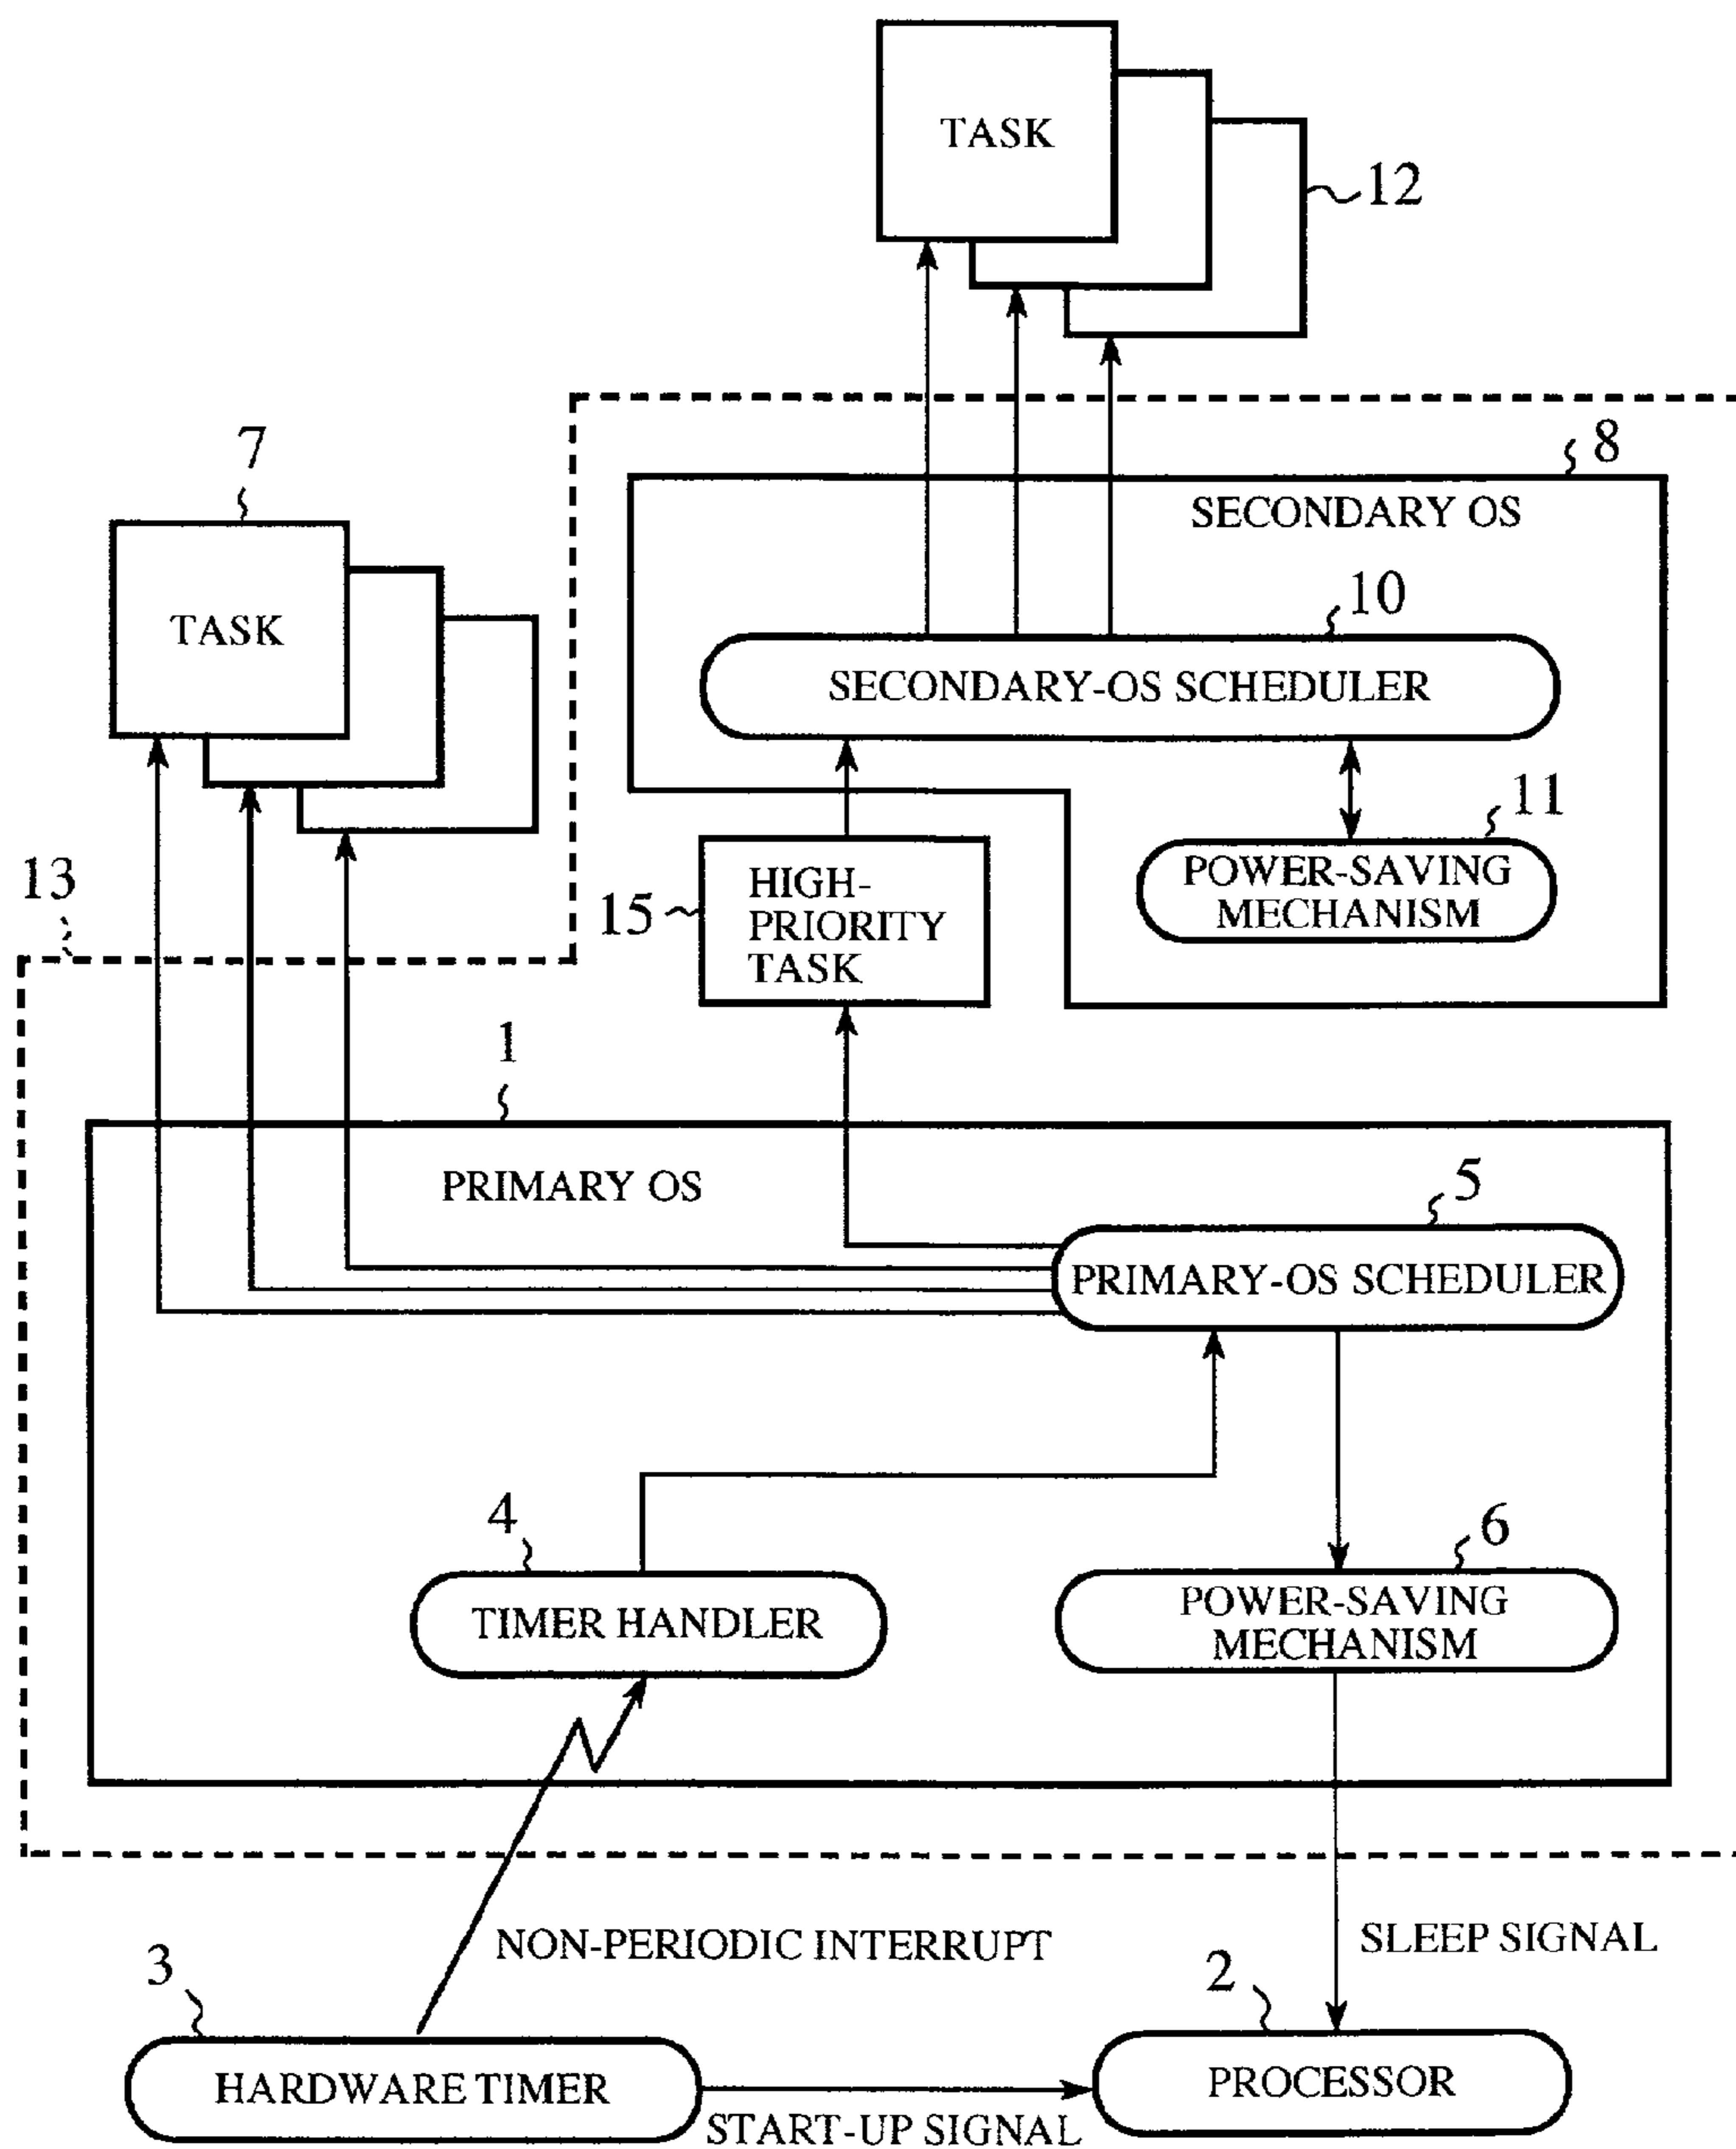 TASK
12
7
8
SECONDARY OS
TASK
10
SECONDARY-OS SCHEDULER
11
POWER-SAVING
MECHANISM
13
15
HIGH-
PRIORITY
TASK
1
PRIMARY OS
5
PRIMARY-OS SCHEDULER
4
TIMER HANDLER
6
POWER-SAVING
MECHANISM
NON-PERIODIC INTERRUPT
SLEEP SIGNAL
3
HARDWARE TIMER
2
PROCESSOR
START-UP SIGNAL